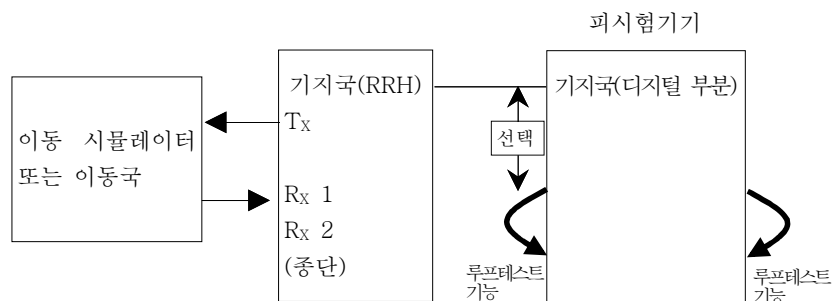 피시험기기
기지국(RRH)
기지국(디지털 부분)
이동 시뮬레이터
또는 이동국
TX
선택
RX 1
RX 2
(종단)
루프테스트
기능
루프테스트
기능